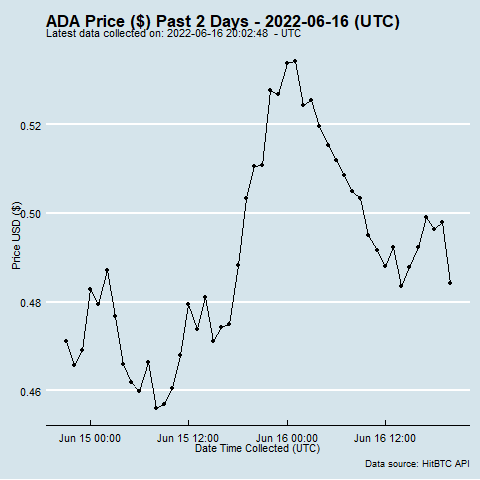 ADA Price ($) Past 2 Days - 2022-06-16 (UTC)
Latest data collected on: 2022-06-16 20:02:48 - UTC
Price USD ($)
0.52
0.50
0.48
0.46
Jun 15 00:00 Jun 15 12:00 Jun 16 00:00 Jun 16 12:00
Date Time Collected (UTC)
Data source: HitBTC API